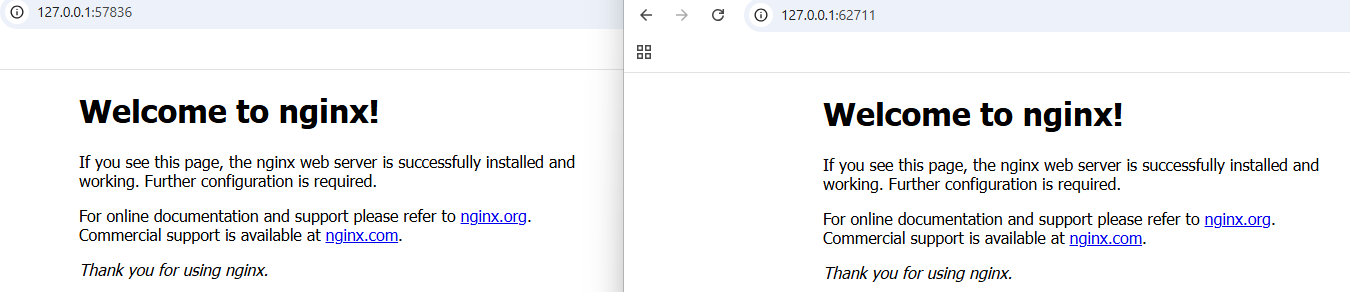 127.0.0.1:57836
Welcome to nginx!
If you see this page, the nginx web server is successfully installed and
working. Further configuration is required.
For online documentation and support please refer to nginx.org.
Commercial support is available at nginx.com.
Thank you for using nginx.
127.0.0.1:62711
Welcome to nginx!
If you see this page, the nginx web server is successfully installed and
working. Further configuration is required.
For online documentation and support please refer to nginx.org.
Commercial support is available at nginx.com.
Thank you for using nginx.